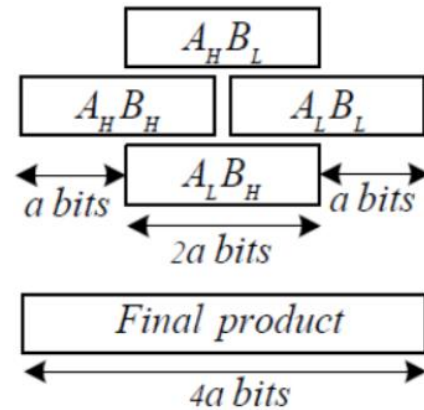 A_H B_L
A_H B_H A_L B_L
a bits A_L B_H a bits
2a bits
Final product
4a bits